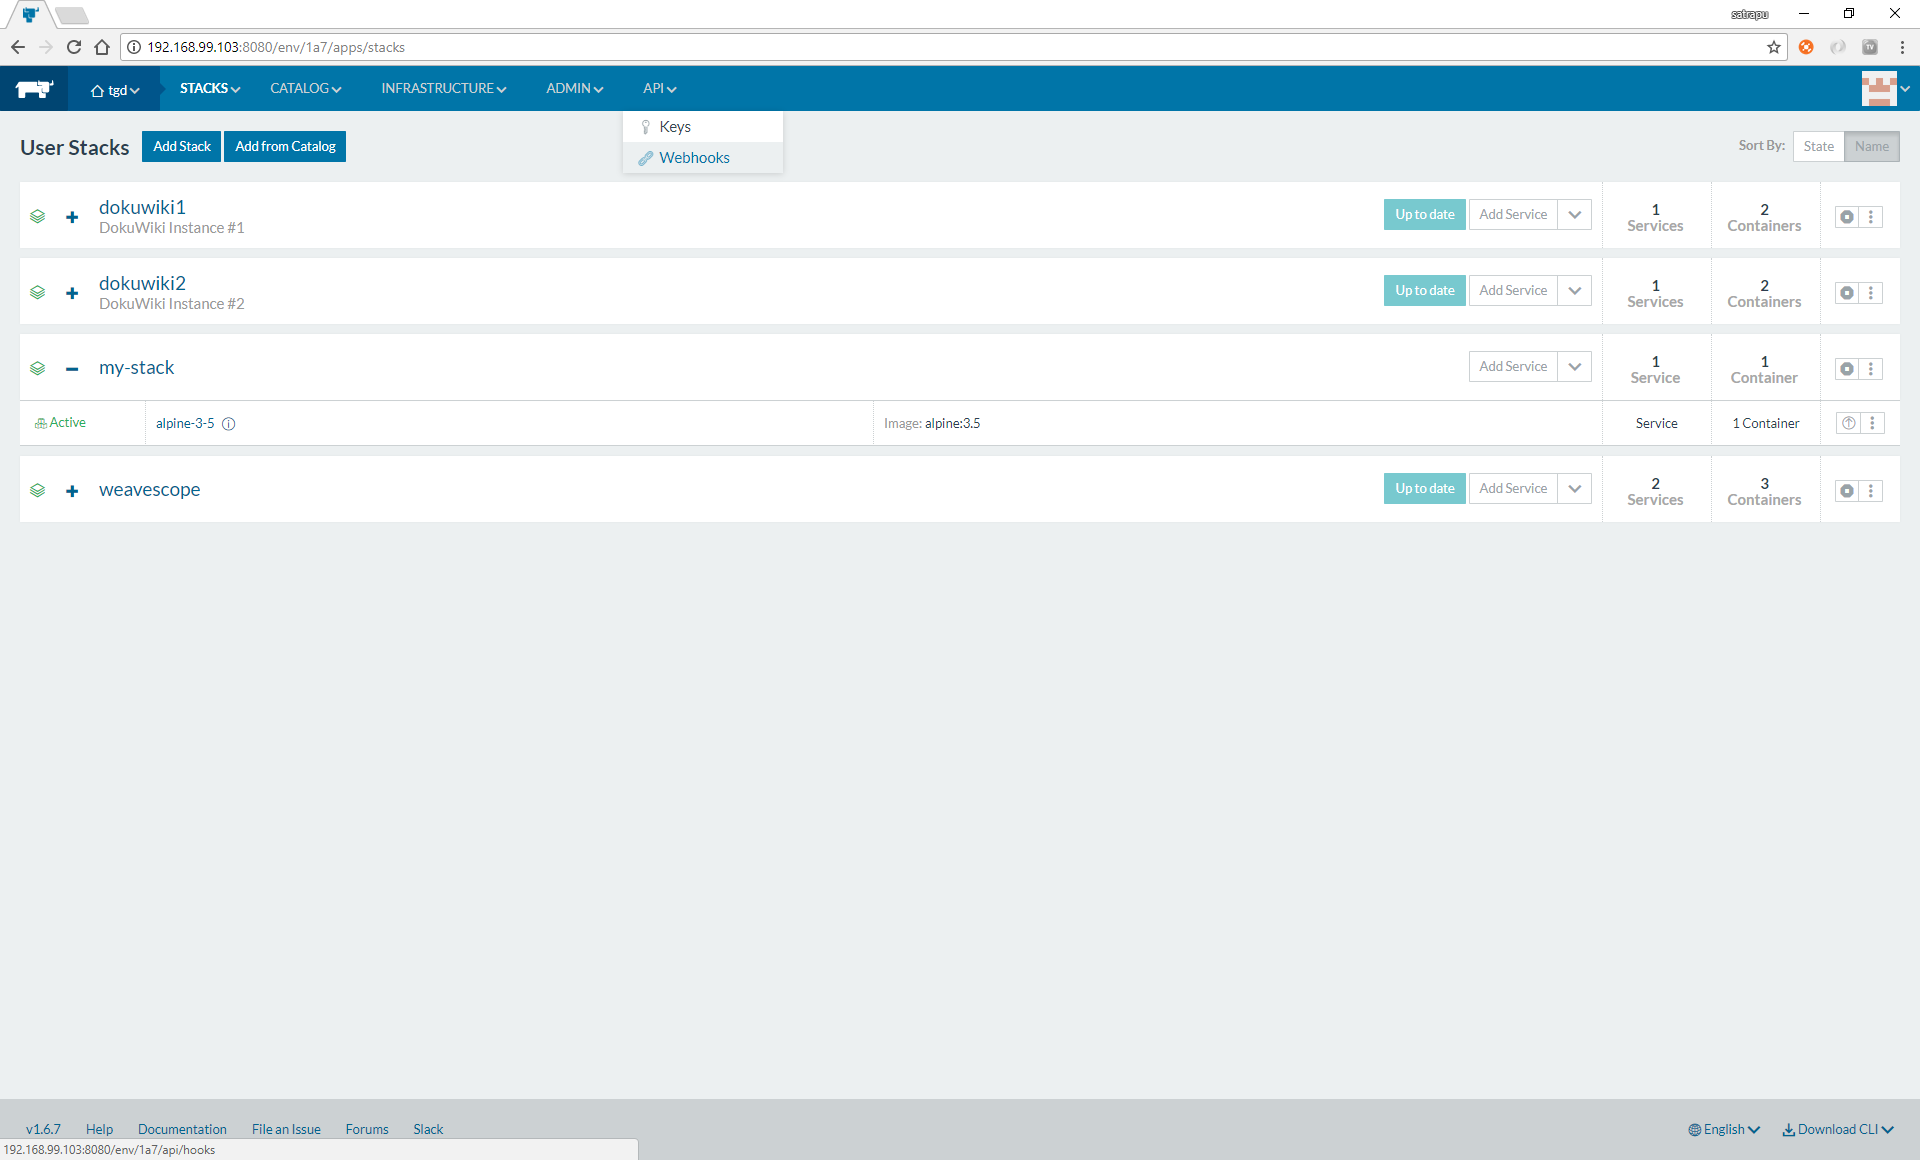 satrapu
192.168.99.103:8080/env/1a7/apps/stacks
TV
tgd STACKS CATALOG INFRASTRUCTURE ADMIN API
Keys
Webhooks
User Stacks Add Stack Add from Catalog Sort By: State Name
dokuwiki1
DokuWiki Instance #1
Up to date Add Service
1 Services
2 Containers
dokuwiki2
DokuWiki Instance #2
Up to date Add Service
1 Services
2 Containers
my-stack
Add Service
1 Service
1 Container
Active alpine-3-5 Image: alpine:3.5 Service 1 Container
weavescope
Up to date Add Service
2 Services
3 Containers
v1.6.7 Help Documentation File an Issue Forums Slack English Download CLI
192.168.99.103:8080/env/1a7/api/hooks